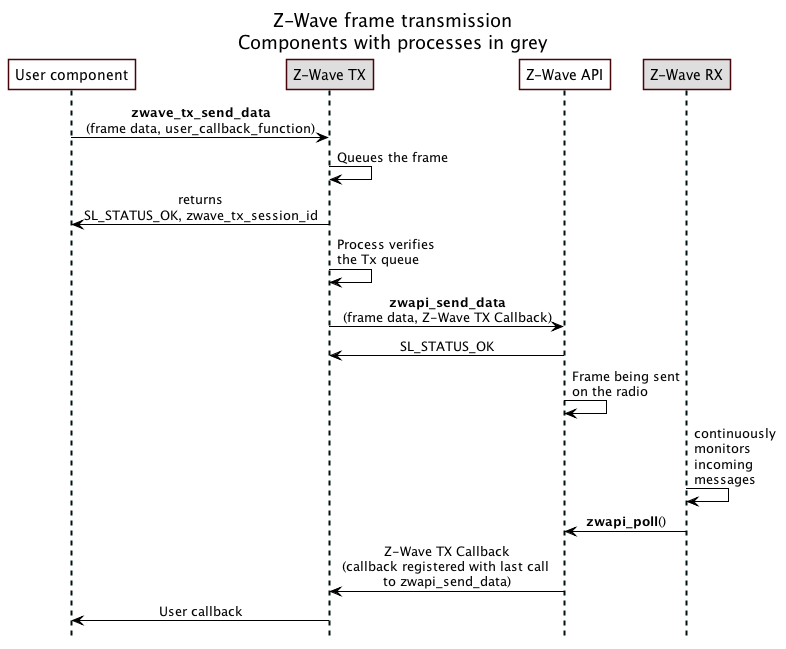 Z-Wave frame transmission
Components with processes in grey
User component
Z-Wave TX
Z-Wave API
Z-Wave RX
zwave_tx_send_data
(frame data, user_callback_function)
Queues the frame
returns
SL_STATUS_OK, zwave_tx_session_id
Process verifies
the Tx queue
zwapi_send_data
(frame data, Z-Wave TX Callback)
SL_STATUS_OK
Frame being sent
on the radio
continuously
monitors
incoming
messages
zwapi_poll()
Z-Wave TX Callback
(callback registered with last call
to zwapi_send_data)
User callback